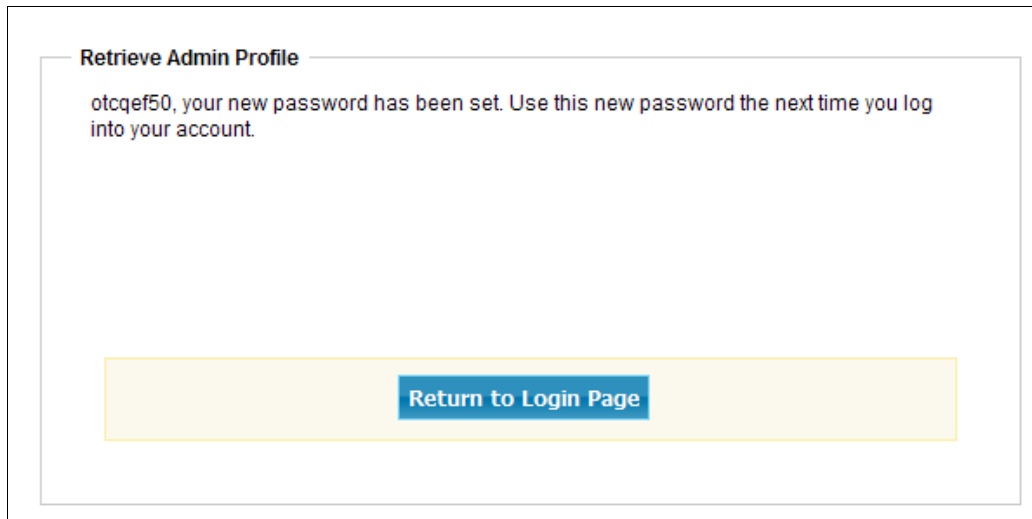 Retrieve Admin Profile
otcqef50, your new password has been set. Use this new password the next time you log
into your account.
Return to Login Page